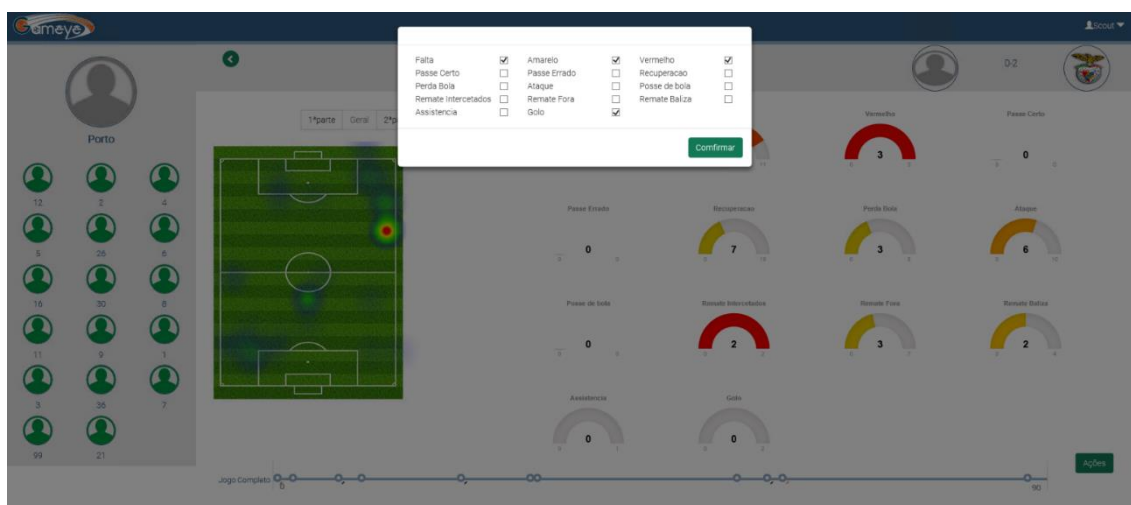 Gameye
Scout
Falta Amarelo Vermelho
Passe Certo Passe Errado Recuperacao
Perda Bola Ataque Posse de bola
Remate Intercetados Remate Fora Remate Baliza
Assistencia Golo
Comfirmar
0-2
Porto
12 2 4
5 26 6
16 30 8
11 9 1
3 36 7
99 21
1ªparte Geral 2ªp
Vermelho Passe Certo
3 0
Passe Errado Recuperacao Perda Bola Ataque
0 7 3 6
Posse de bola Remate Intercetados Remate Fora Remate Baliza
0 2 3 2
Assistencia Golo
0 0
Ações
Jogo Completo 0 90